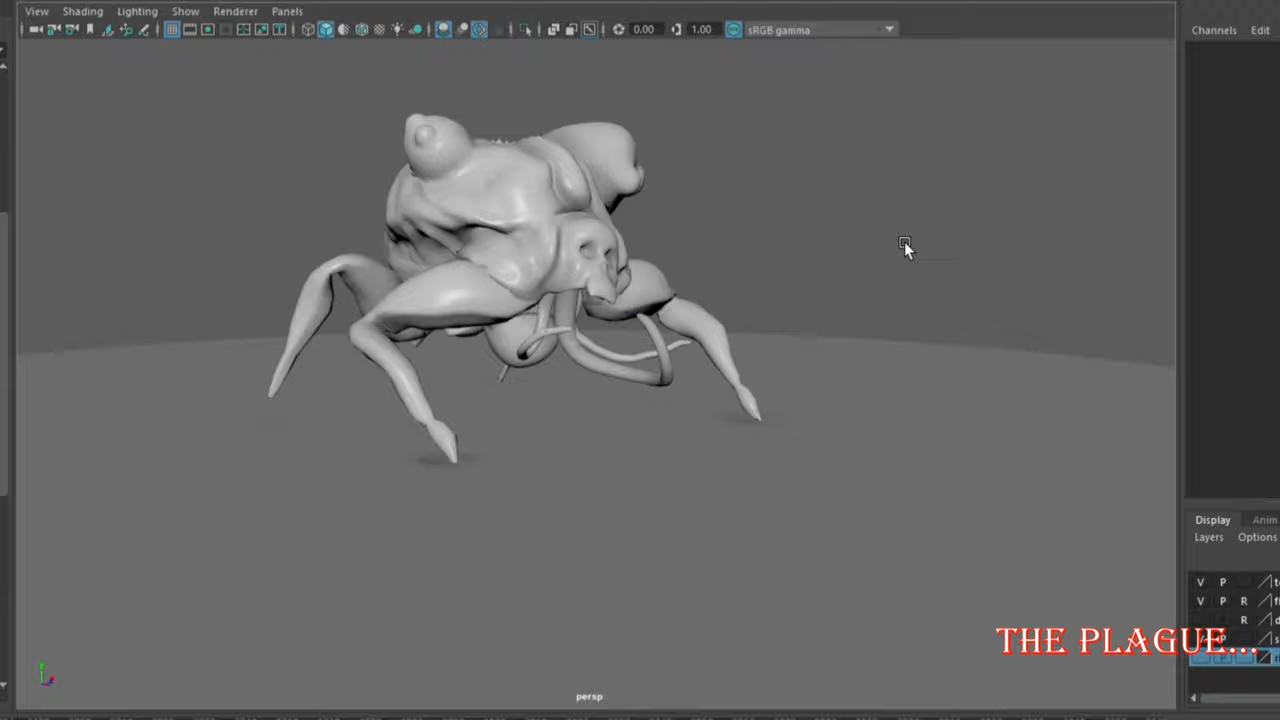 View Shading Lighting Show Renderer Panels
0.00 1.00 sRGB gamma
Channels Edit
persp
Display Anim
Layers Options
V P
V P R
R
P
THE PLAGUE...